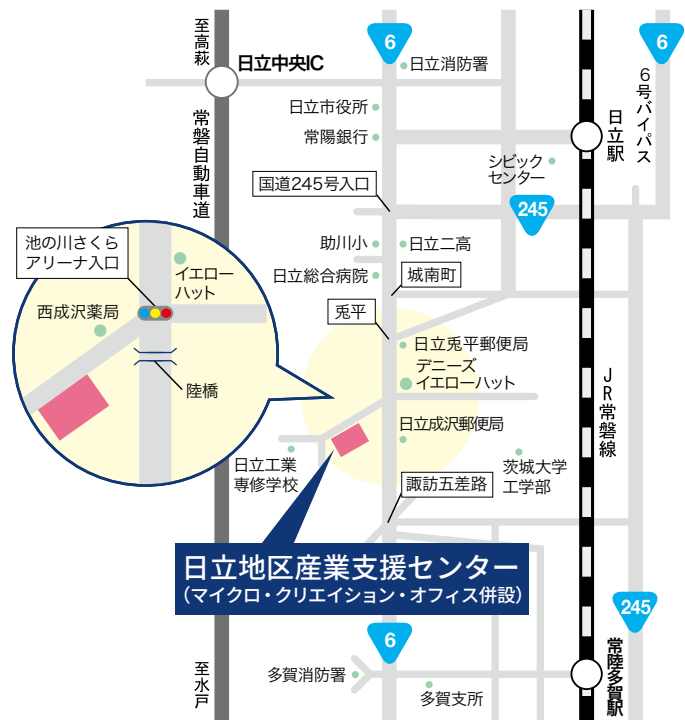 至高萩
日立中央IC
6
日立消防署
6
6号バイパス
日立市役所
常陽銀行
日立駅
常磐自動車道
シビック
センター
国道245号入口
245
助川小
日立二高
日立総合病院
城南町
池の川さくら
アリーナ入口
イエロー
ハット
西成沢薬局
陸橋
兎平
日立兎平郵便局
デニーズ
イエローハット
JR常磐線
日立成沢郵便局
日立工業
専修学校
茨城大学
工学部
諏訪五差路
日立地区産業支援センター
（マイクロ・クリエイション・オフィス併設）
245
6
至水戸
多賀消防署
多賀支所
常陸多賀駅